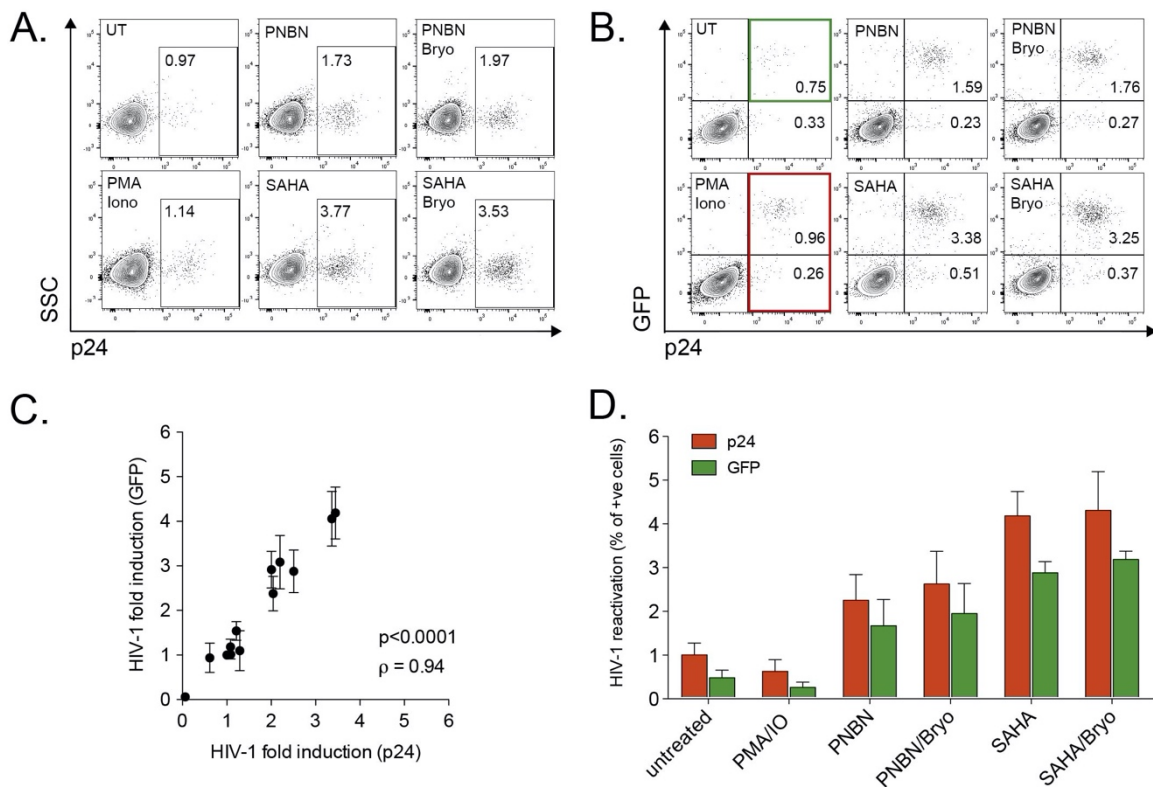 A.
UT
0.97
PNBN
1.73
PNBN
Bryo
1.97
PMA
Iono
1.14
SAHA
3.77
SAHA
Bryo
3.53
SSC
p24
B.
UT
0.75
0.33
PNBN
1.59
0.23
PNBN
Bryo
1.76
0.27
PMA
Iono
0.96
0.26
SAHA
3.38
0.51
SAHA
Bryo
3.25
0.37
GFP
p24
C.
HIV-1 fold induction (GFP)
6
5
4
3
2
1
0
0 1 2 3 4 5 6
p<0.0001
ρ = 0.94
HIV-1 fold induction (p24)
D.
HIV-1 reactivation (% of +ve cells)
6
5
4
3
2
1
0
p24
GFP
untreated
PMA/IO
PNBN
PNBN/Bryo
SAHA
SAHA/Bryo